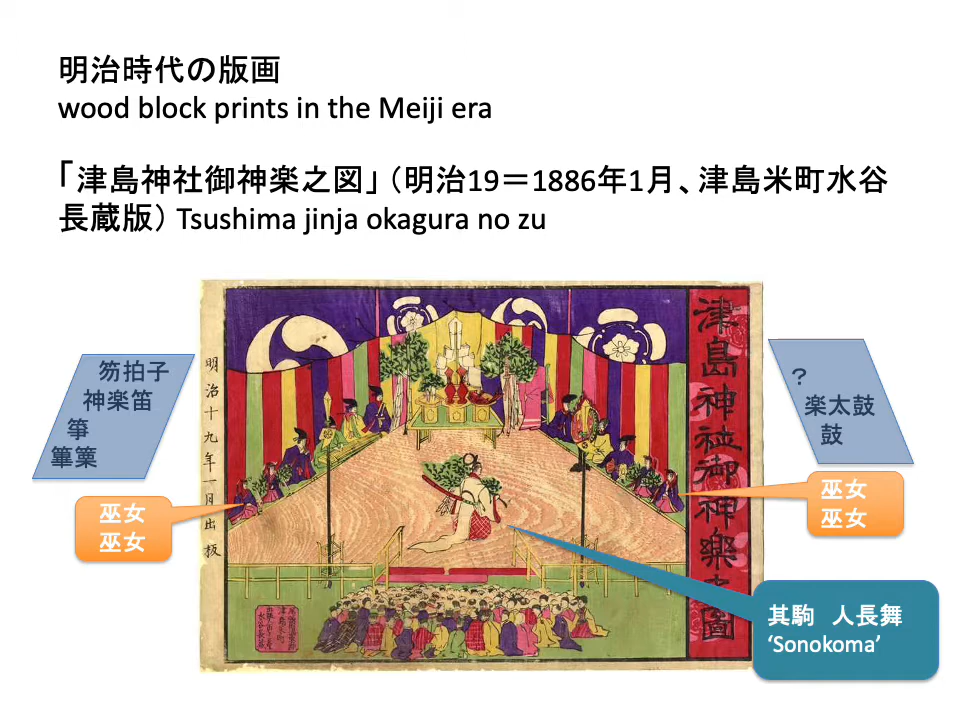 明治時代の版画
wood block prints in the Meiji era
「津島神社御神楽之図」（明治19＝1886年1月、津島米町水谷
長蔵版）Tsushima jinja okagura no zu
笏拍子
神楽笛
箏
篳篥
巫女
巫女
明治十九年一月出板
津島神社御神樂之圖
？
楽太鼓
鼓
巫女
巫女
其駒　人長舞
‘Sonokoma’